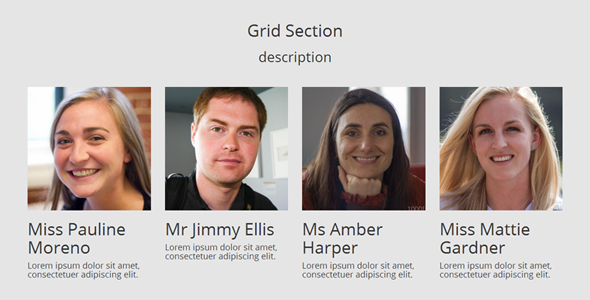 Grid Section
description
Miss Pauline
Moreno
Lorem ipsum dolor sit amet,
consectetuer adipiscing elit.
Mr Jimmy Ellis
Lorem ipsum dolor sit amet,
consectetuer adipiscing elit.
Ms Amber
Harper
Lorem ipsum dolor sit amet,
consectetuer adipiscing elit.
Miss Mattie
Gardner
Lorem ipsum dolor sit amet,
consectetuer adipiscing elit.